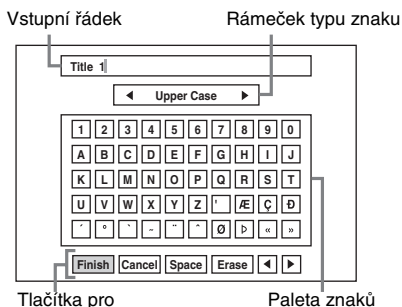 Vstupní řádek Rámeček typu znaku
Title 1
◀ Upper Case ▶
1 2 3 4 5 6 7 8 9 0
A B C D E F G H I J
K L M N O P Q R S T
U V W X Y Z ' Æ Ç Ð
´ ° ` ~ ¨ ^ Ø Þ « »
Finish Cancel Space Erase ◀ ▶
Tlačítka pro Paleta znaků